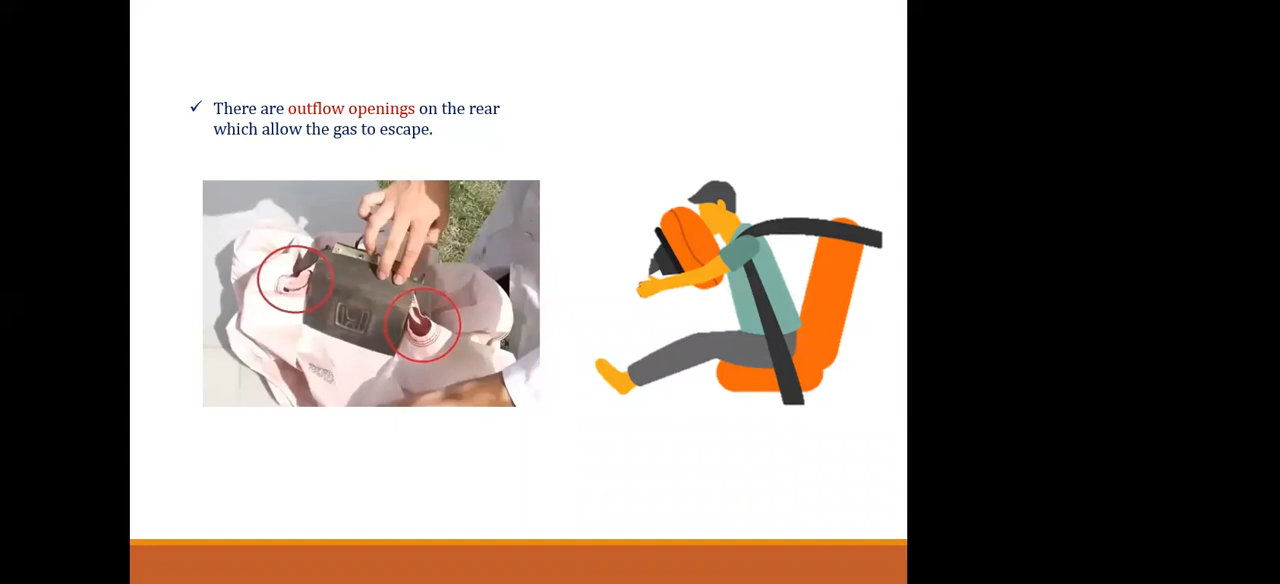 There are outflow openings on the rear
which allow the gas to escape.